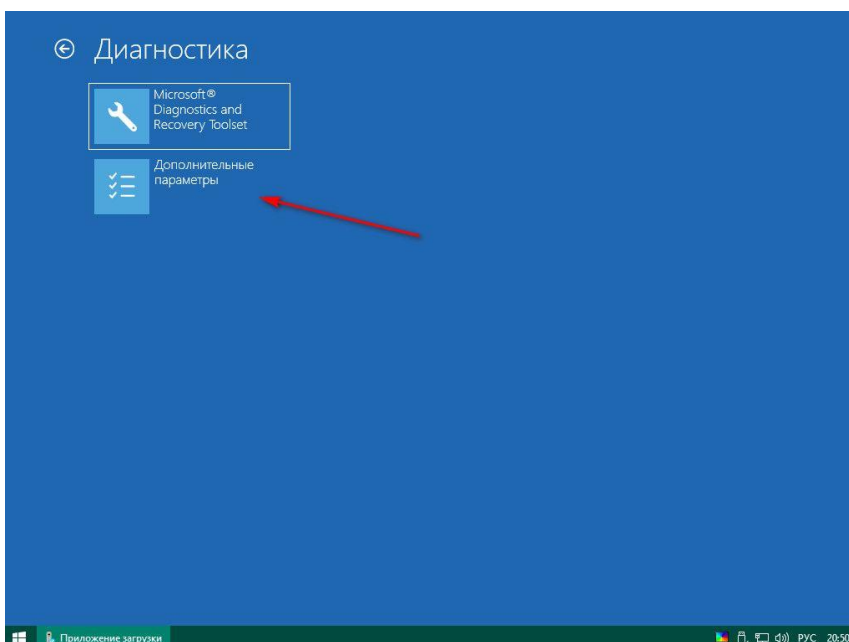 Диагностика
Microsoft®
Diagnostics and
Recovery Toolset
Дополнительные
параметры
Приложение загрузки
РУС 20:50